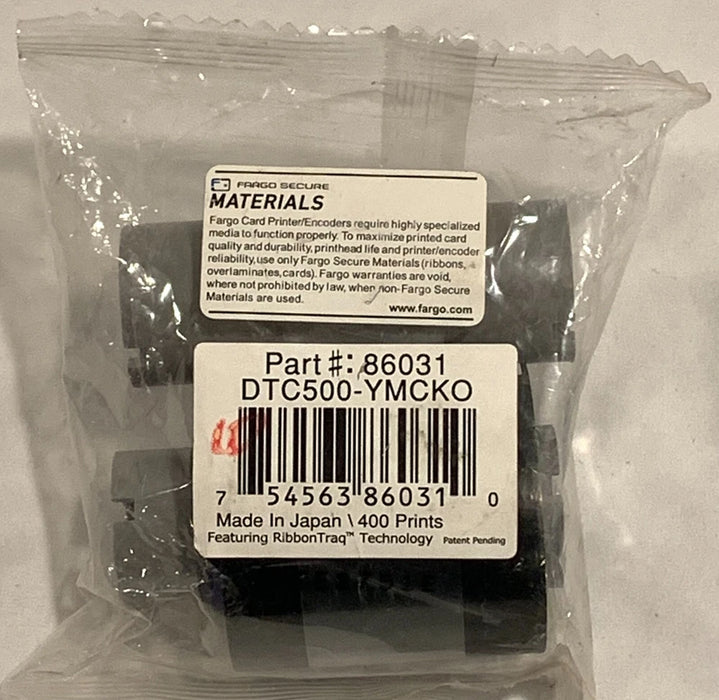 FARGO SECURE
MATERIALS
Fargo Card Printer/Encoders require highly specialized
media to function properly. To maximize printed card
quality and durability, printhead life and printer/encoder
reliability, use only Fargo Secure Materials (ribbons,
overlaminates, cards). Fargo warranties are void,
where not prohibited by law, when non-Fargo Secure
Materials are used.
www.fargo.com
Part #: 86031
DTC500-YMCKO
7 54563 86031 0
Made In Japan \ 400 Prints
Featuring RibbonTraq™ Technology Patent Pending